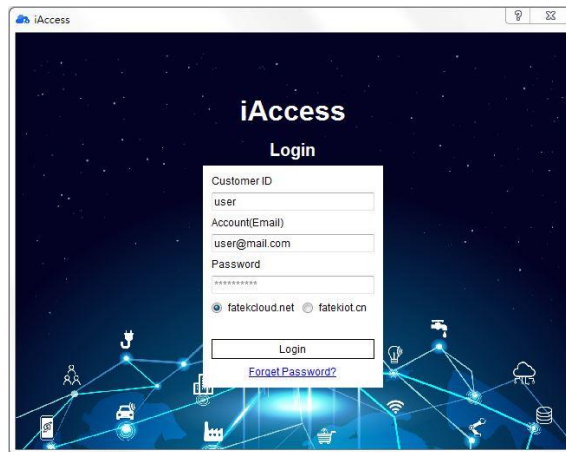 iAccess
iAccess
Login
Customer ID
user
Account(Email)
user@mail.com
Password
**********
fatekcloud.net fatekiot.cn
Login
Forget Password?